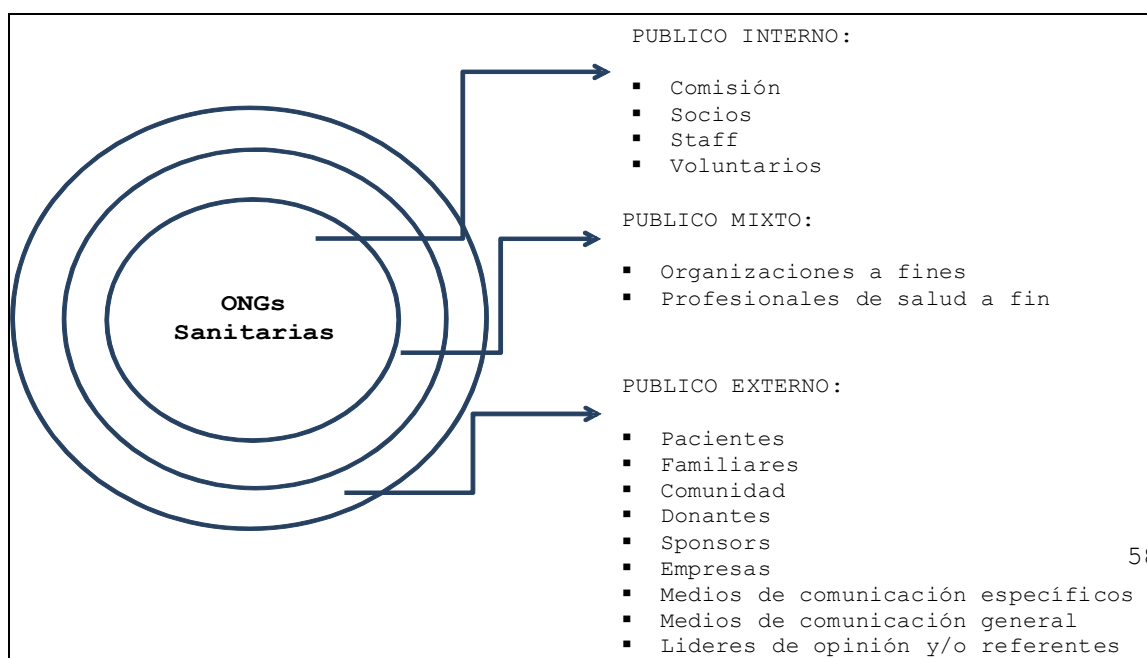 PUBLICO INTERNO:
▪ Comisión
▪ Socios
▪ Staff
▪ Voluntarios
PUBLICO MIXTO:
▪ Organizaciones a fines
▪ Profesionales de salud a fin
ONGs
Sanitarias
PUBLICO EXTERNO:
▪ Pacientes
▪ Familiares
▪ Comunidad
▪ Donantes
▪ Sponsors
▪ Empresas
58
▪ Medios de comunicación específicos
▪ Medios de comunicación general
▪ Lideres de opinión y/o referentes